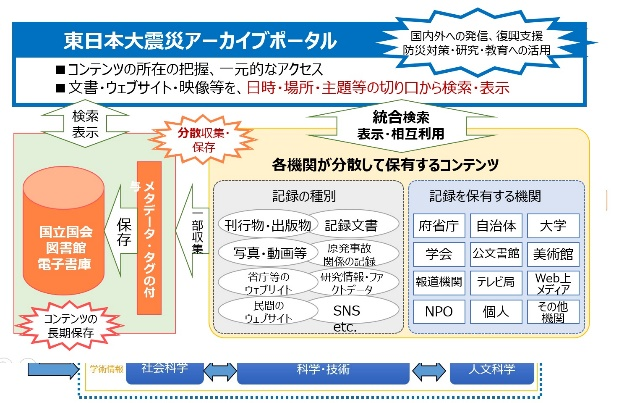 東日本大震災アーカイブポータル
国内外への発信、復興支援
防災対策・研究・教育への活用
■コンテンツの所在の把握、一元的なアクセス
■文書・ウェブサイト・映像等を、日時・場所・主題等の切り口から検索・表示
検索
表示
分散収集・
保存
統合検索
表示・相互利用
各機関が分散して保有するコンテンツ
国立国会
図書館
電子書庫
保存
メタデータ・タグの付
与
一部収集
コンテンツの
長期保存
記録の種別
刊行物・出版物
記録文書
写真・動画等
原発事故
関係の記録
省庁等の
ウェブリイト
研究情報・ファ
クトデータ
民間の
ウェブサイト
SNS
etc.
記録を保有する機関
府省庁
自治体
大学
学会
公文書館
美術館
報道機関
テレビ局
Web上
メディア
NPO
個人
その他
機関
学術情報
社会科学
科学・技術
人文科学